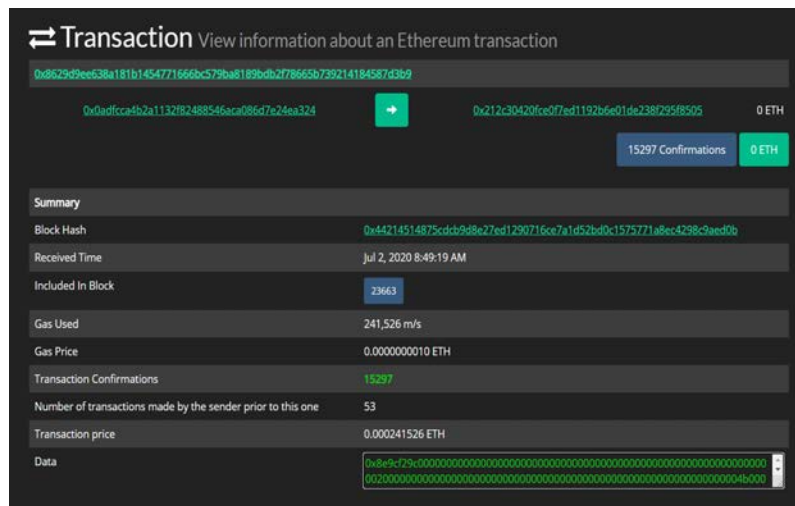 Transaction View information about an Ethereum transaction
0x8629d9ee638a181b1454771666bc579ba8189bdb2f78665b739214184587d3b9
0x0adfcca4b2a1132f82488546aca086d7e24ea324 0x212c30420fce0f7ed1192b6e01de238f295f8505 0 ETH
15297 Confirmations 0 ETH
Summary
Block Hash 0x44214514875cdcb9d8e27ed1290716ce7a1d52bd0c1575771a8ec4298c9aed0b
Received Time Jul 2, 2020 8:49:19 AM
Included In Block 23663
Gas Used 241,526 m/s
Gas Price 0.0000000010 ETH
Transaction Confirmations 15297
Number of transactions made by the sender prior to this one 53
Transaction price 0.000241526 ETH
Data